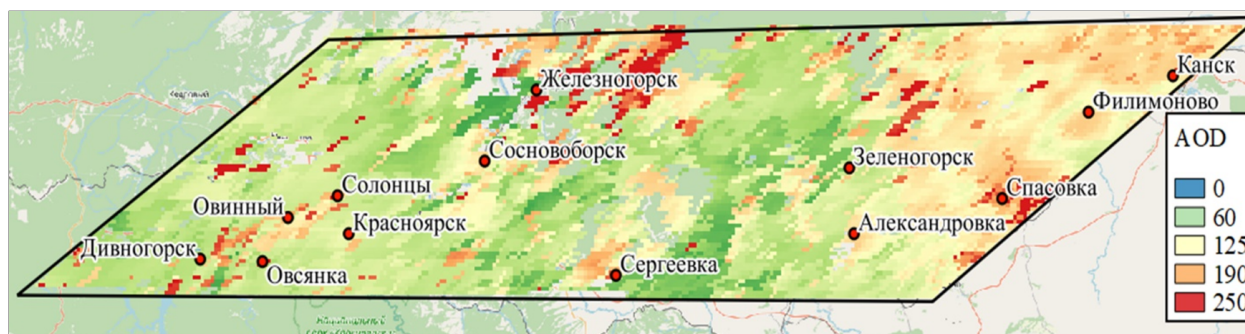 Железногорск
Канск
Филимоново
AOD
Сосновоборск
Зеленогорск
Солонцы
Спасовка
0
Овинный
60
Красноярск
Александровка
125
Дивногорск
Овсянка
Сергеевка
190
250